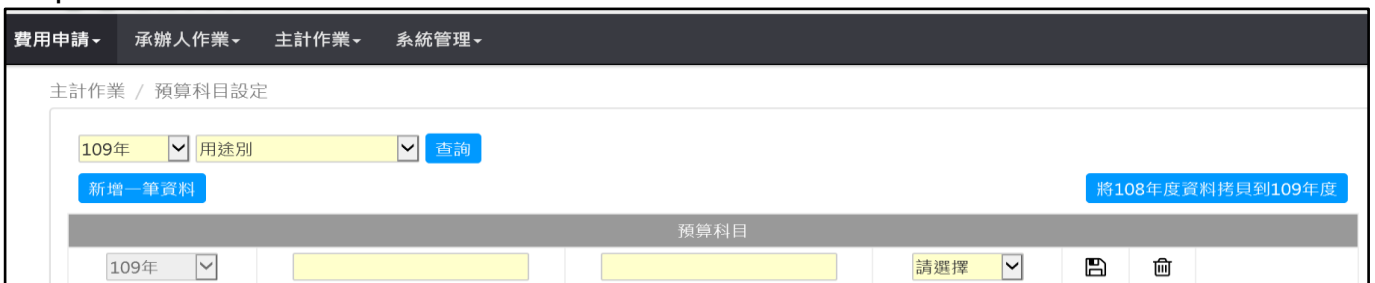 費用申請 承辦人作業 主計作業 系統管理
主計作業 / 預算科目設定
109年 用途別 查詢
新增一筆資料 將108年度資料拷貝到109年度
預算科目
109年 請選擇